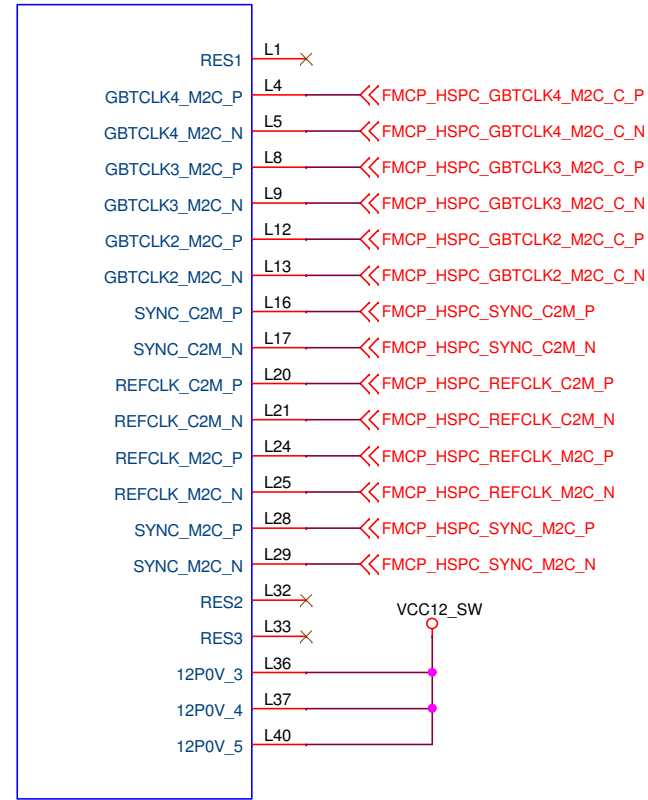 RES1 L1
GBTCLK4_M2C_P L4 FMCP_HSPC_GBTCLK4_M2C_C_P
GBTCLK4_M2C_N L5 FMCP_HSPC_GBTCLK4_M2C_C_N
GBTCLK3_M2C_P L8 FMCP_HSPC_GBTCLK3_M2C_C_P
GBTCLK3_M2C_N L9 FMCP_HSPC_GBTCLK3_M2C_C_N
GBTCLK2_M2C_P L12 FMCP_HSPC_GBTCLK2_M2C_C_P
GBTCLK2_M2C_N L13 FMCP_HSPC_GBTCLK2_M2C_C_N
SYNC_C2M_P L16 FMCP_HSPC_SYNC_C2M_P
SYNC_C2M_N L17 FMCP_HSPC_SYNC_C2M_N
REFCLK_C2M_P L20 FMCP_HSPC_REFCLK_C2M_P
REFCLK_C2M_N L21 FMCP_HSPC_REFCLK_C2M_N
REFCLK_M2C_P L24 FMCP_HSPC_REFCLK_M2C_P
REFCLK_M2C_N L25 FMCP_HSPC_REFCLK_M2C_N
SYNC_M2C_P L28 FMCP_HSPC_SYNC_M2C_P
SYNC_M2C_N L29 FMCP_HSPC_SYNC_M2C_N
RES2 L32
VCC12_SW
RES3 L33
12P0V_3 L36
12P0V_4 L37
12P0V_5 L40